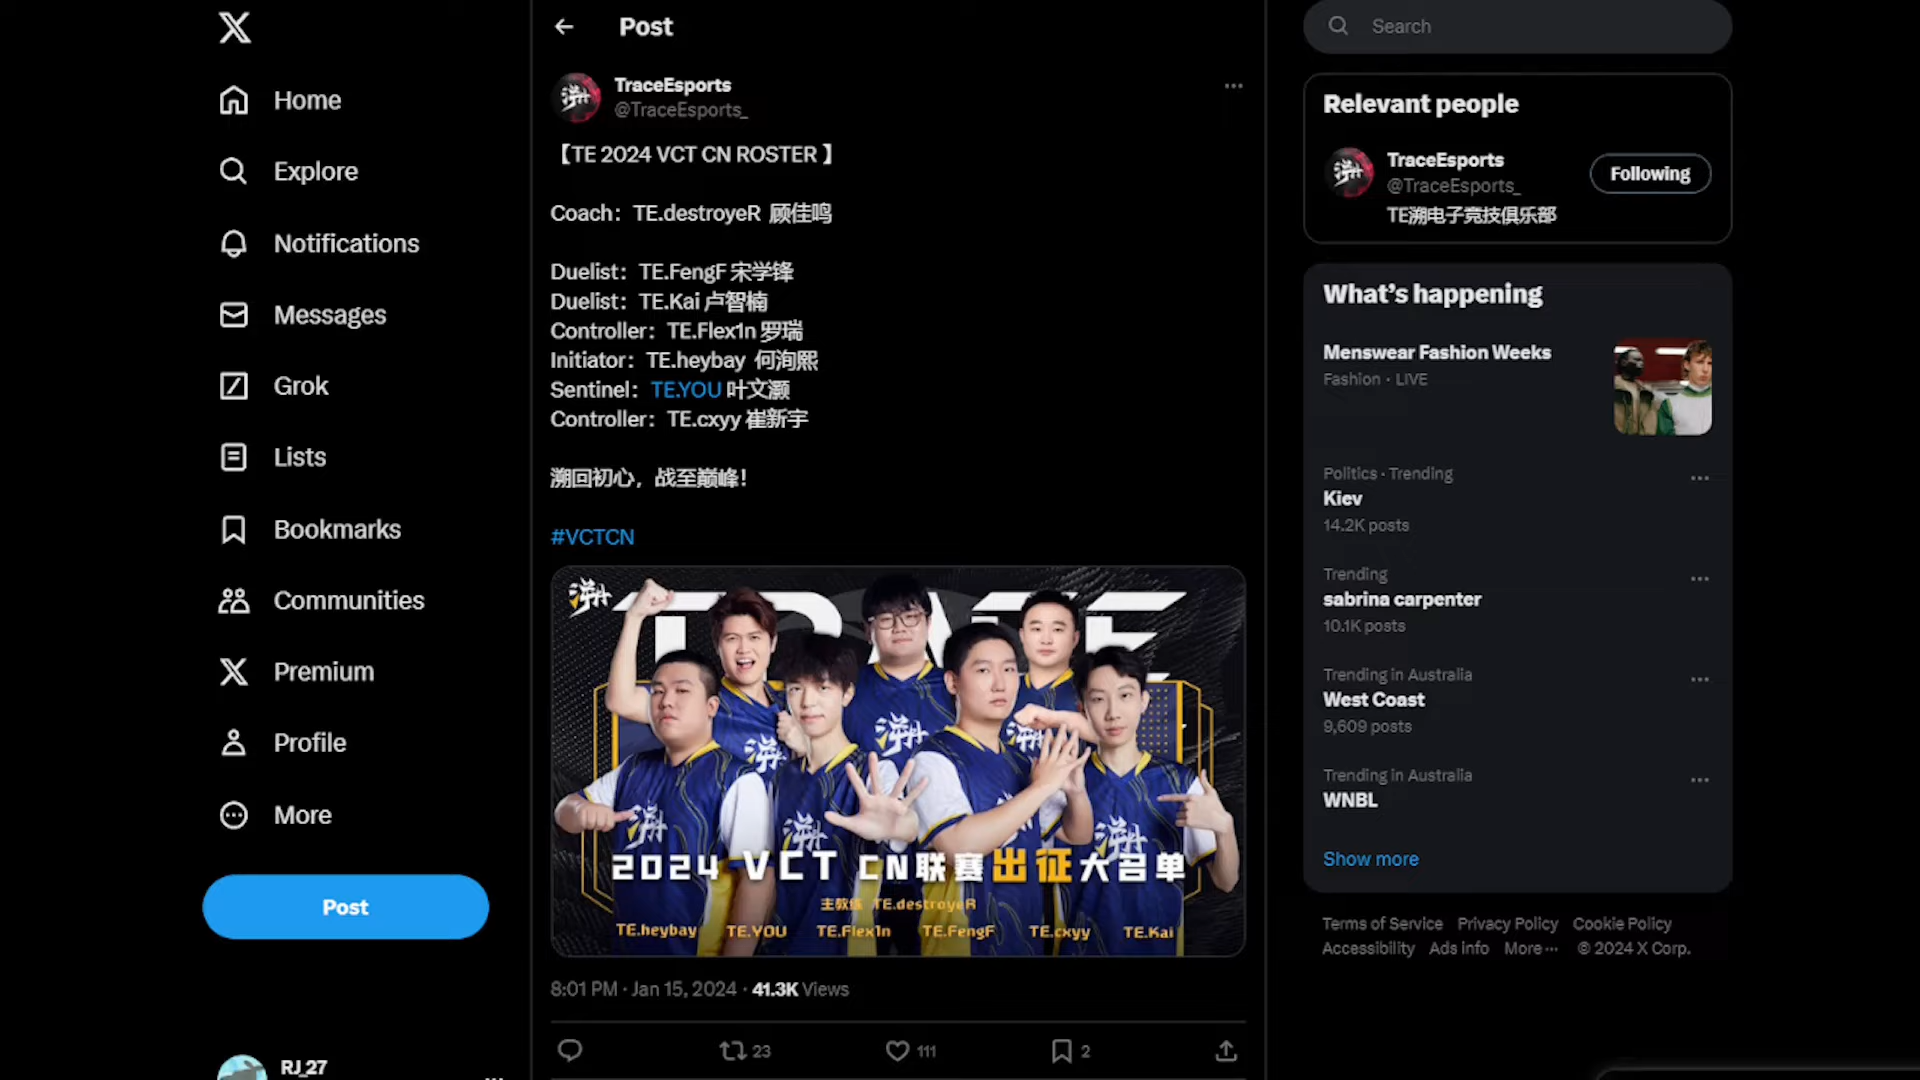 Home
Explore
Notifications
Messages
Grok
Lists
Bookmarks
Communities
Premium
Profile
More
Post
RJ_27
Post
TraceEsports
@TraceEsports_
【TE 2024 VCT CN ROSTER 】
Coach：TE.destroyeR 顾佳鸣
Duelist：TE.FengF 宋学锋
Duelist：TE.Kai 卢智楠
Controller：TE.Flex1n 罗瑞
Initiator：TE.heybay 何洵熙
Sentinel：TE.YOU 叶文灏
Controller：TE.cxyy 崔新宇
溯回初心，战至巅峰！
#VCTCN
溯
TRACE
2024 VCT CN联赛出征大名单
主教练 TE.destroyeR
TE.heybay TE.YOU TE.Flex1n TE.FengF TE.cxyy TE.Kai
8:01 PM · Jan 15, 2024 · 41.3K Views
23 111 2
Search
Relevant people
TraceEsports
@TraceEsports_
Following
TE溯电子竞技俱乐部
What’s happening
Menswear Fashion Weeks
Fashion · LIVE
Politics · Trending
Kiev
14.2K posts
Trending
sabrina carpenter
10.1K posts
Trending in Australia
West Coast
9,609 posts
Trending in Australia
WNBL
Show more
Terms of Service Privacy Policy Cookie Policy
Accessibility Ads info More ··· © 2024 X Corp.